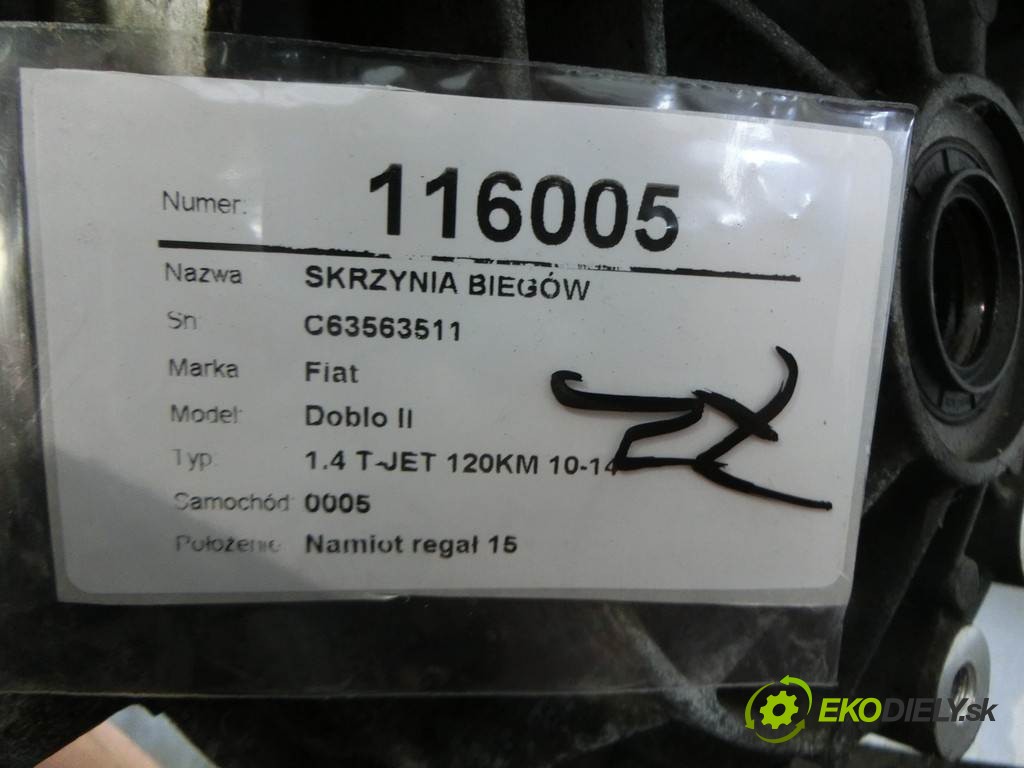 Numer: 116005
Nazwa SKRZYNIA BIEGÓW
Sn: C63563511
Marka Fiat
Model: Doblo II
Typ: 1.4 T-JET 120KM 10-14
Samochód: 0005
Położenie Namiot regał 15
EKODIELY.sk